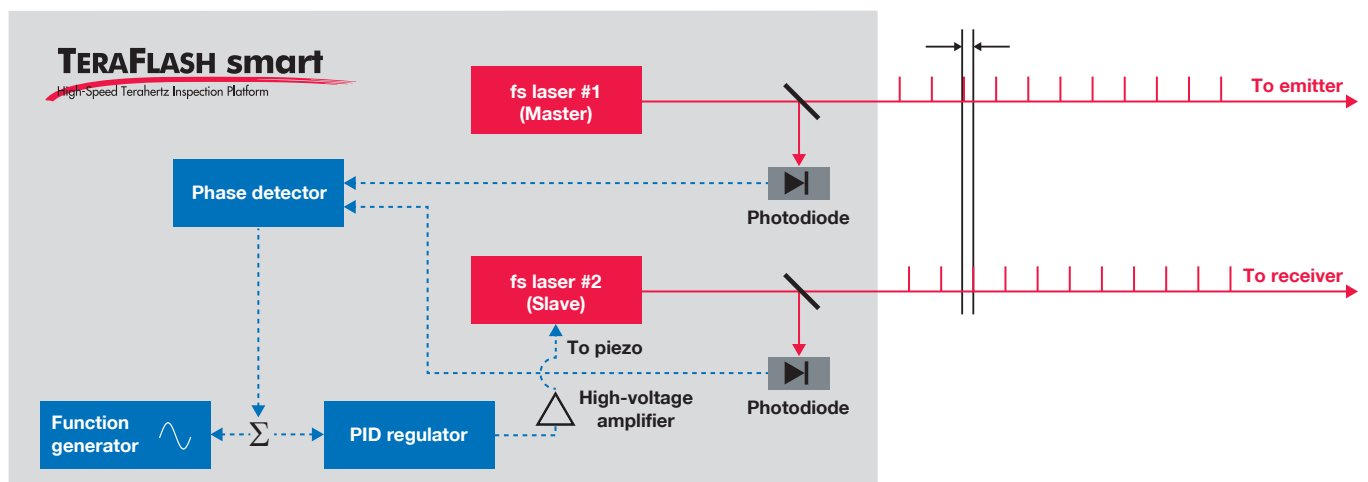 TERAFLASH smart
High-Speed Terahertz Inspection Platform
fs laser #1
(Master)
To emitter
Phase detector
Photodiode
fs laser #2
(Slave)
To receiver
To piezo
High-voltage
amplifier
Photodiode
Function
generator
Σ
PID regulator